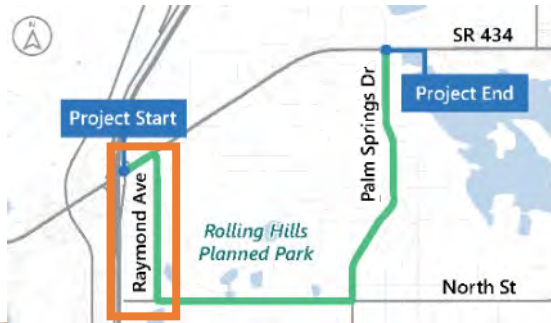 N
SR 434
Project End
Project Start
Palm Springs Dr
Raymond Ave
Rolling Hills
Planned Park
North St